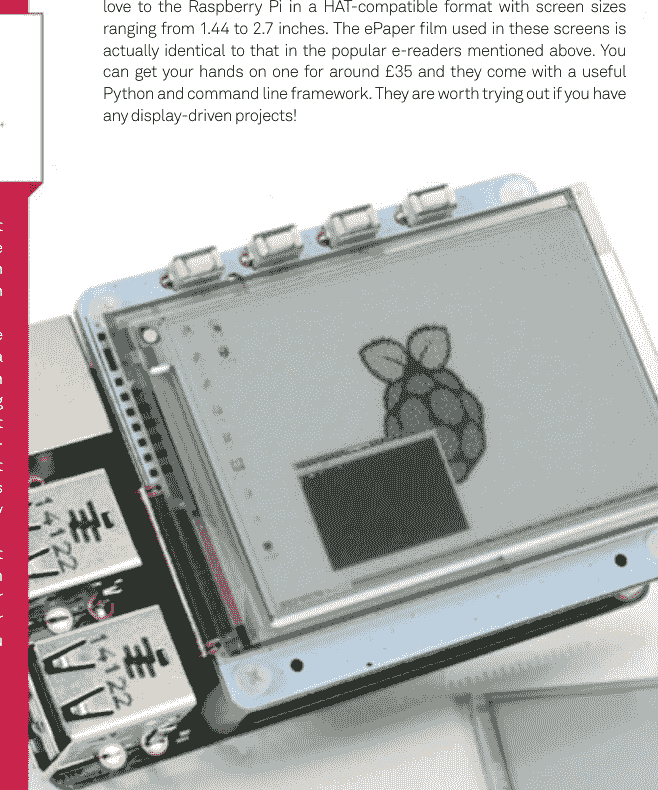 love to the Raspberry Pi in a HAT-compatible format with screen sizes
ranging from 1.44 to 2.7 inches. The ePaper film used in these screens is
actually identical to that in the popular e-readers mentioned above. You
can get your hands on one for around £35 and they come with a useful
Python and command line framework. They are worth trying out if you have
any display-driven projects!
14122
14122